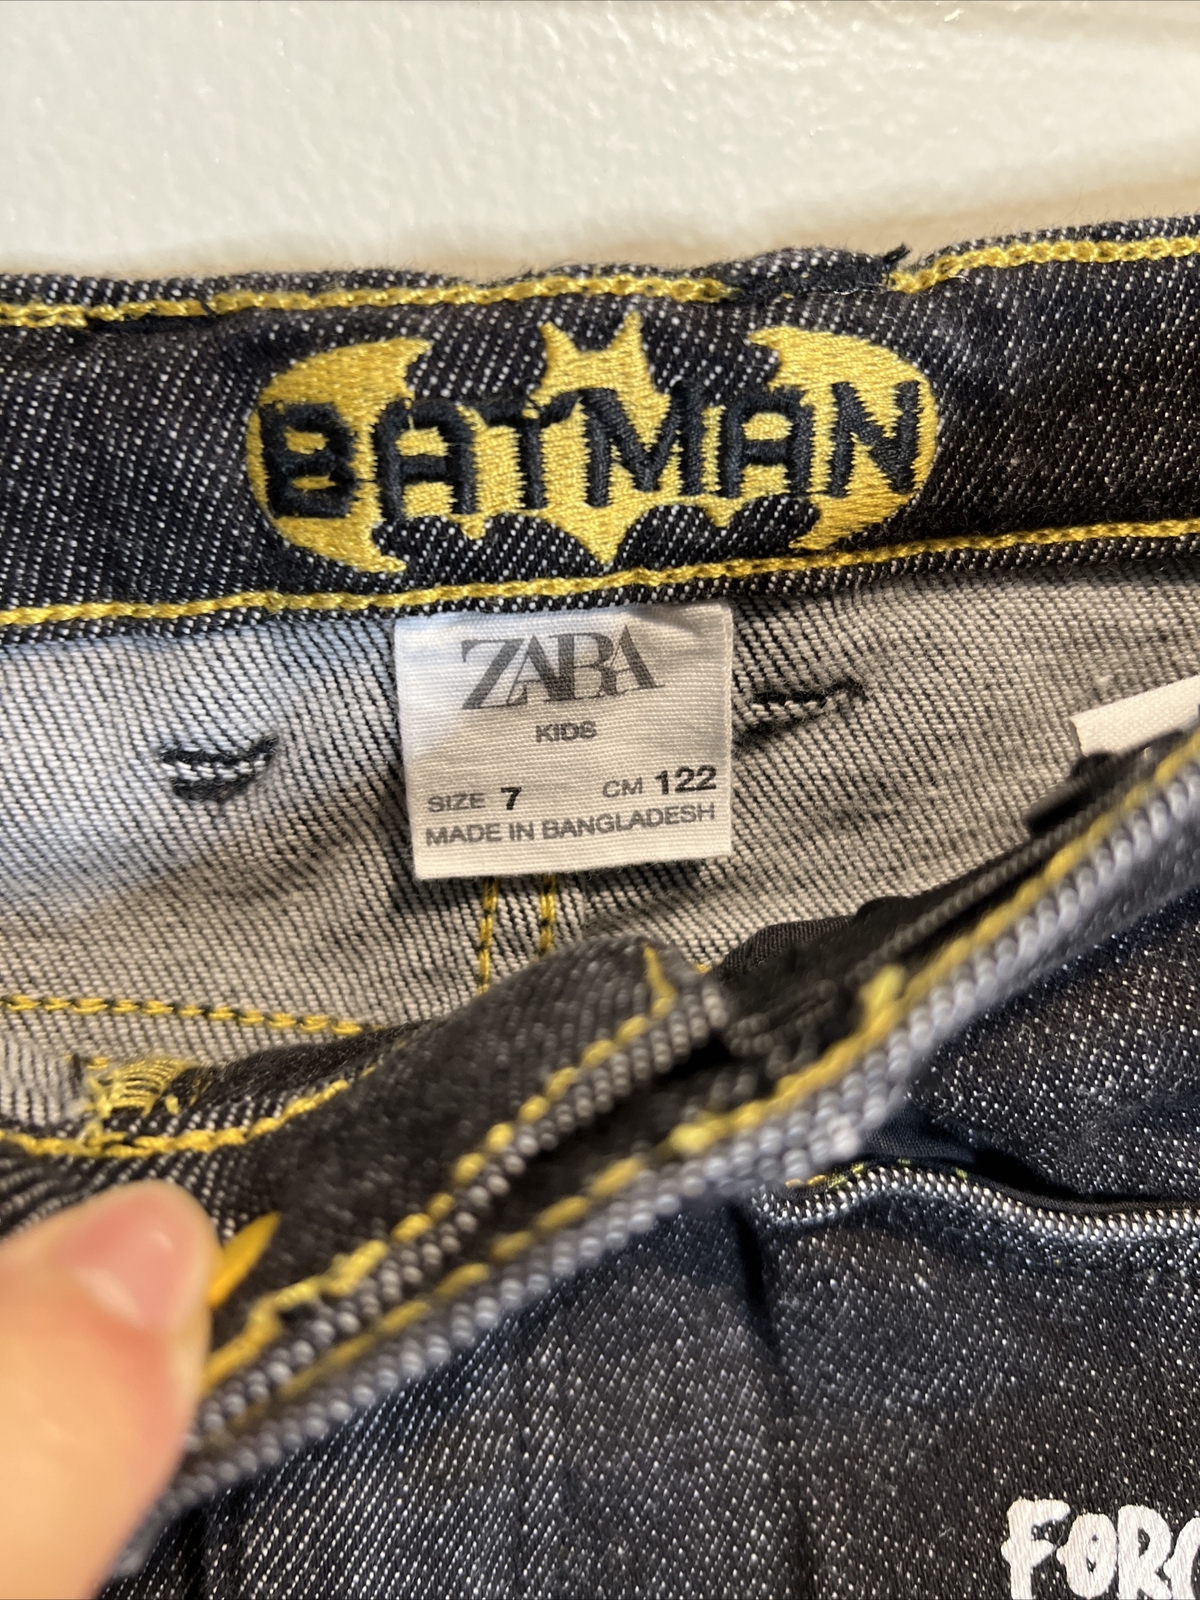 BATMAN
ZARA
KIDS
SIZE 7 CM 122
MADE IN BANGLADESH